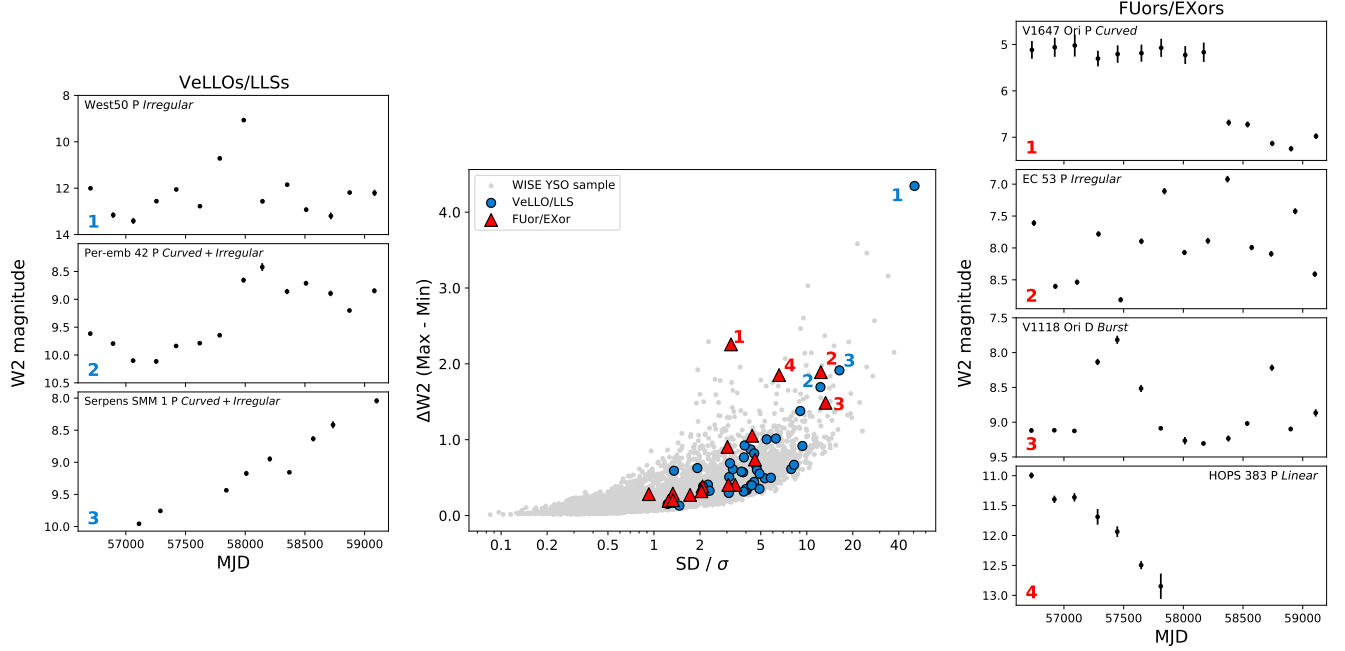 VeLLOs/LLSs
West50 P Irregular
8
10
12
14
1
Per-emb 42 P Curved + Irregular
8.5
9.0
9.5
10.0
10.5
2
Serpens SMM 1 P Curved + Irregular
8.0
9.0
9.5
10.0
3
57000 57500 58000 58500 59000
MJD
W2 magnitude
WISE YSO sample
VeLLO/LLS
FUor/EXor
1
1
4
2
3
2
3
4.0
3.0
2.0
1.0
0.0
ΔW2 (Max - Min)
0.1 0.2 0.5 1 2 5 10 20 40
SD / σ
FUors/EXors
V1647 Ori P Curved
5
6
7
1
EC 53 P Irregular
7.0
7.5
8.0
8.5
2
V1118 Ori D Burst
7.5
8.0
8.5
9.0
9.5
3
HOPS 383 P Linear
11.0
11.5
12.0
12.5
13.0
4
57000 57500 58000 58500 59000
MJD
W2 magnitude